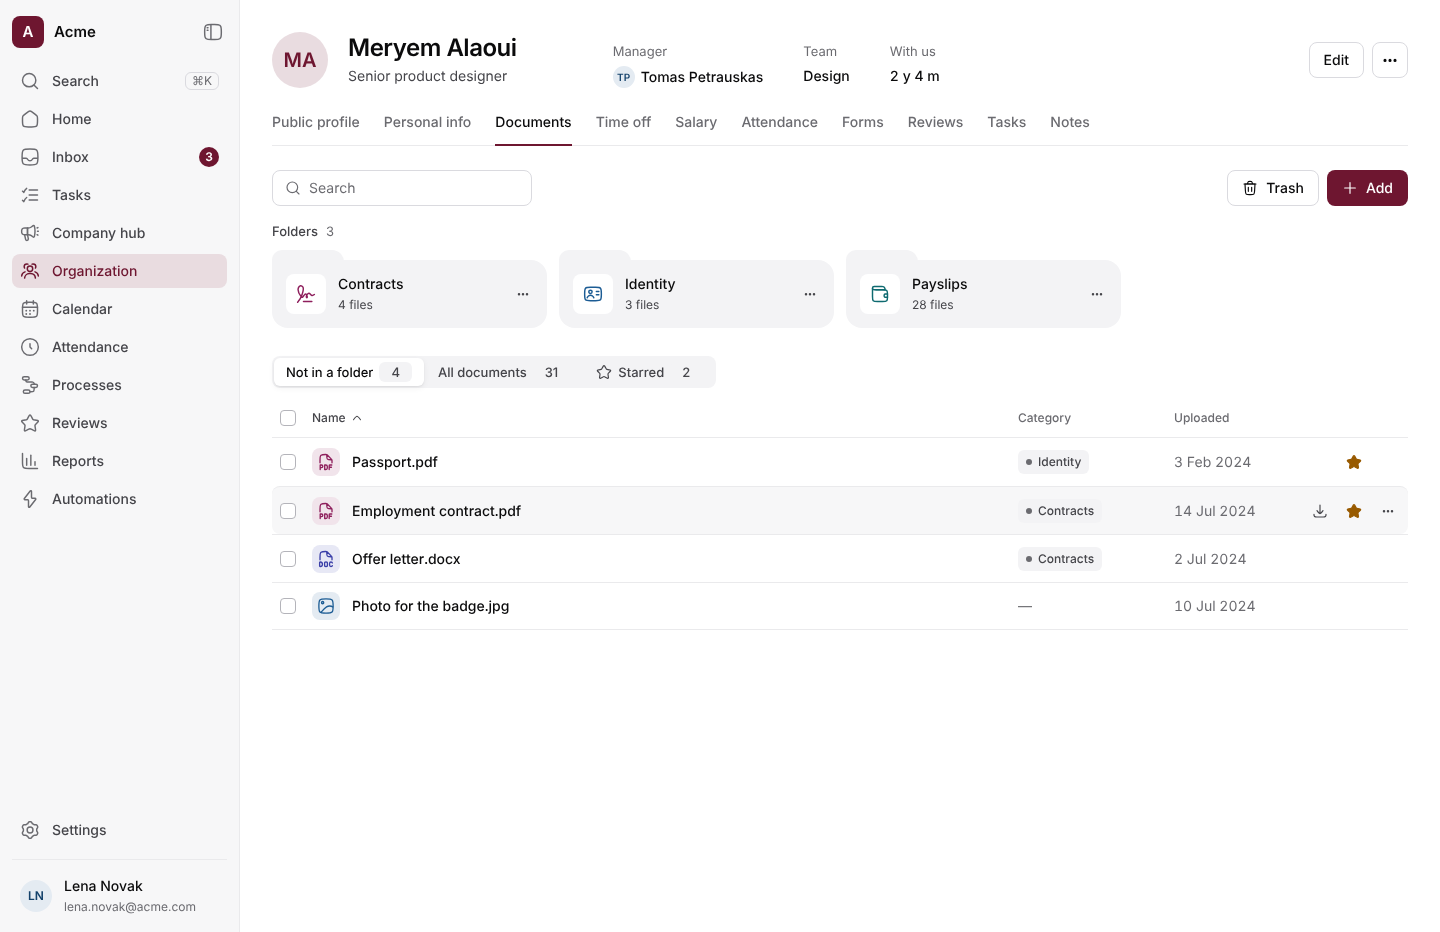 A Acme
Search ⌘K
Home
Inbox 3
Tasks
Company hub
Organization
Calendar
Attendance
Processes
Reviews
Reports
Automations
Settings
LN Lena Novak
lena.novak@acme.com
MA Meryem Alaoui
Senior product designer
Manager
TP Tomas Petrauskas
Team
Design
With us
2 y 4 m
Edit
Public profile Personal info Documents Time off Salary Attendance Forms Reviews Tasks Notes
Search
Trash
Add
Folders 3
Contracts
4 files
Identity
3 files
Payslips
28 files
Not in a folder 4 All documents 31 Starred 2
Name Category Uploaded
PDF Passport.pdf Identity 3 Feb 2024
PDF Employment contract.pdf Contracts 14 Jul 2024
DOC Offer letter.docx Contracts 2 Jul 2024
Photo for the badge.jpg — 10 Jul 2024